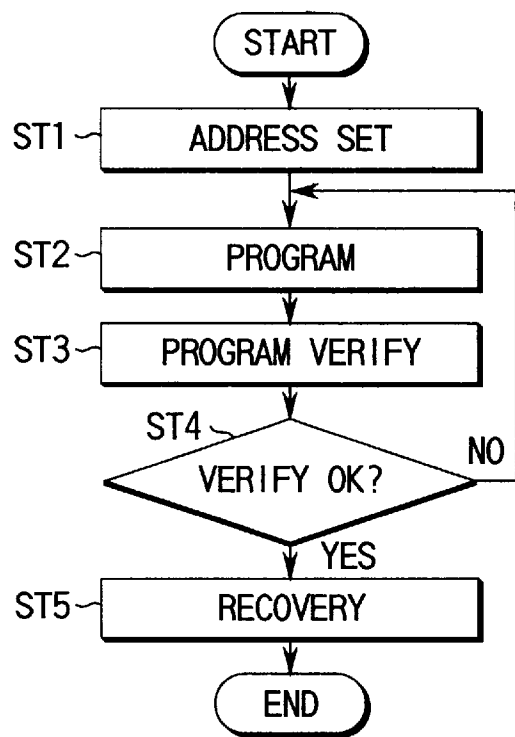 START
ST1 ADDRESS SET
ST2 PROGRAM
ST3 PROGRAM VERIFY
ST4
VERIFY OK?
NO
YES
ST5 RECOVERY
END